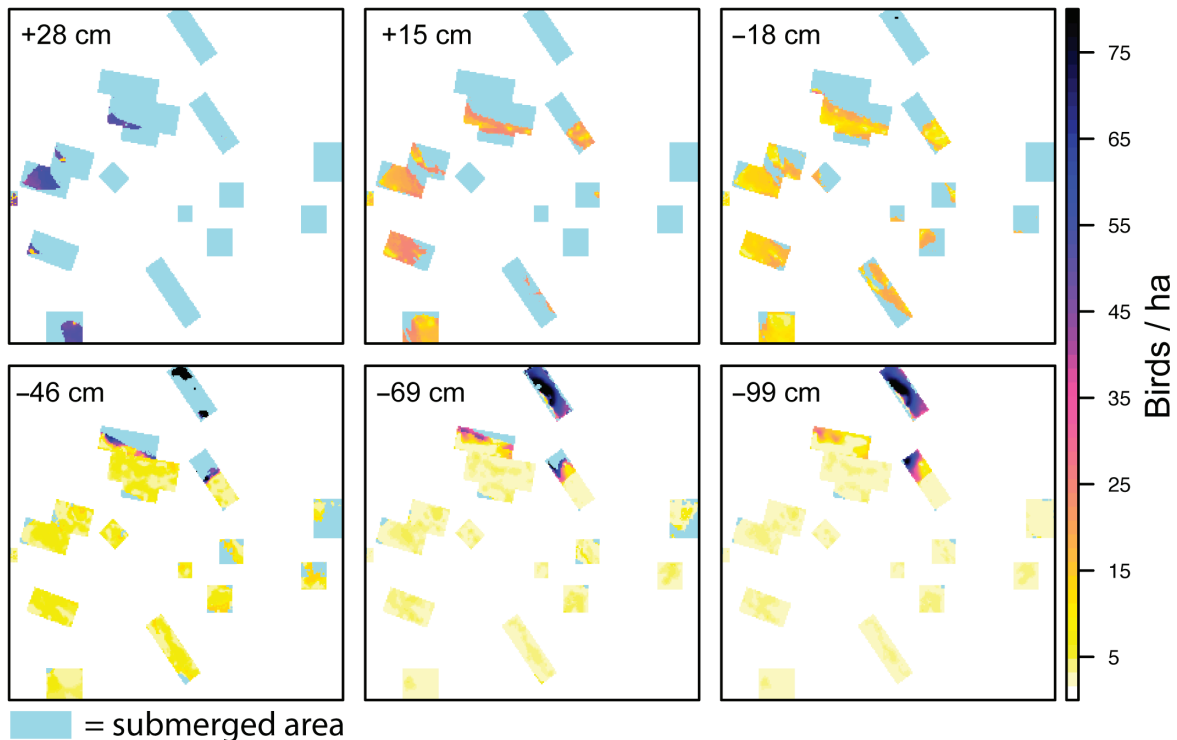 +28 cm
+15 cm
−18 cm
−46 cm
−69 cm
−99 cm
75
65
55
45
35
25
15
5
Birds / ha
= submerged area